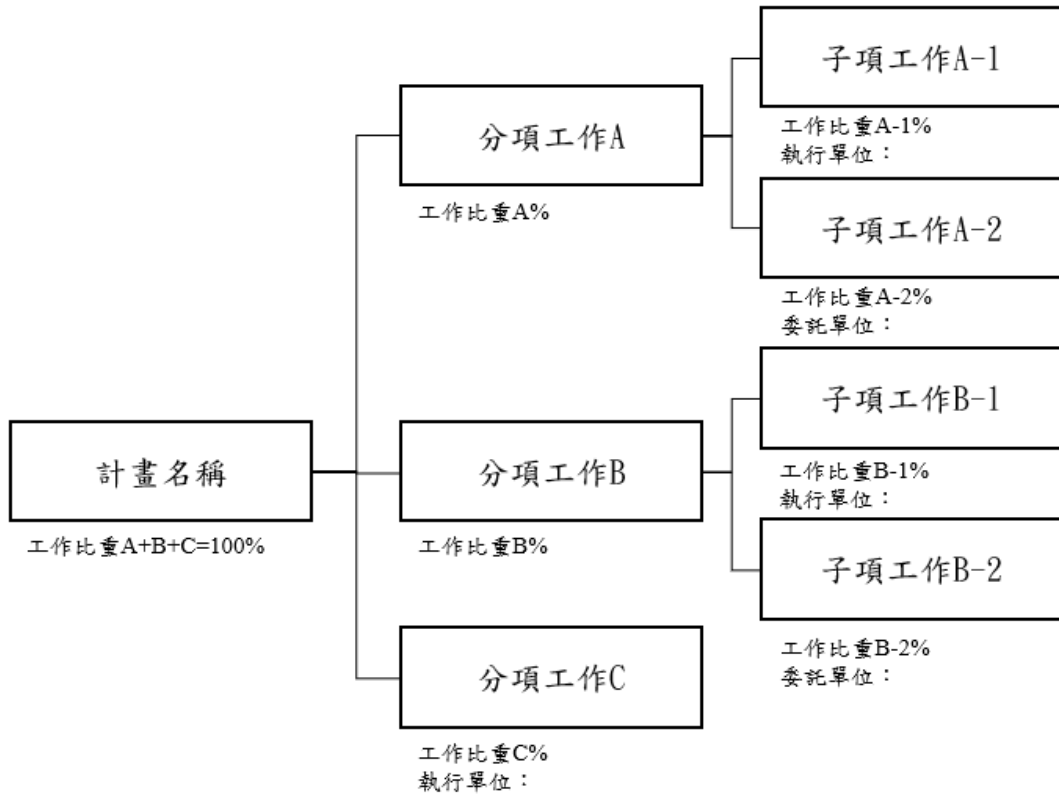 子項工作A-1
工作比重A-1%
執行單位：
分項工作A
工作比重A%
子項工作A-2
工作比重A-2%
委託單位：
子項工作B-1
工作比重B-1%
執行單位：
計畫名稱
工作比重A+B+C=100%
分項工作B
工作比重B%
子項工作B-2
工作比重B-2%
委託單位：
分項工作C
工作比重C%
執行單位：